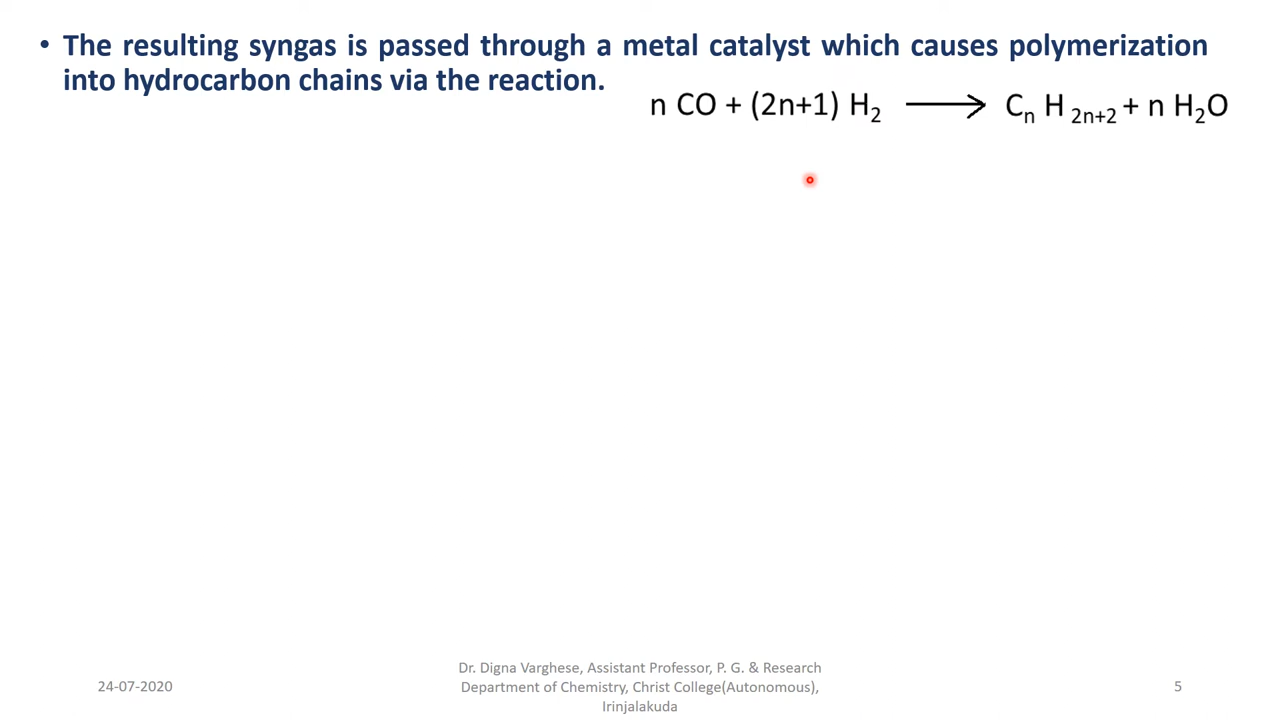 • The resulting syngas is passed through a metal catalyst which causes polymerization
into hydrocarbon chains via the reaction.
n CO + (2n+1) H₂ ⟶ Cₙ H ₂ₙ₊₂ + n H₂O
24-07-2020
Dr. Digna Varghese, Assistant Professor, P. G. & Research
Department of Chemistry, Christ College(Autonomous),
Irinjalakuda
5